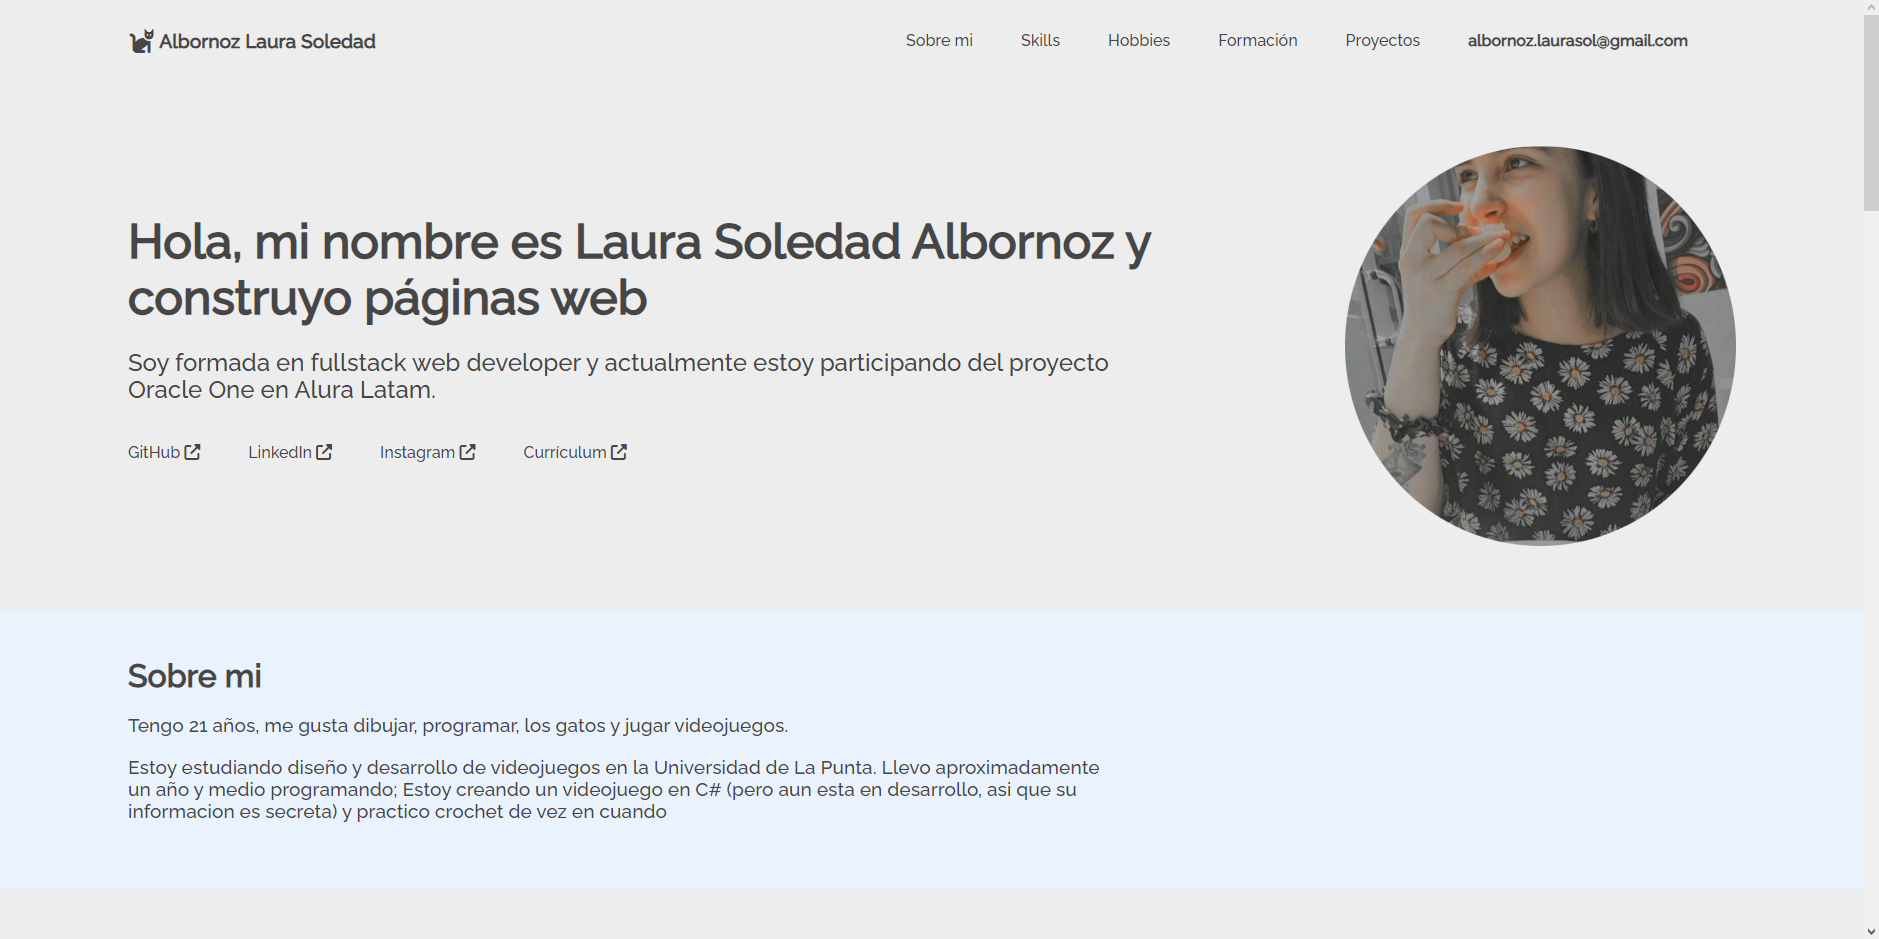 Albornoz Laura Soledad
Sobre mi
Skills
Hobbies
Formación
Proyectos
albornoz.laurasol@gmail.com
Hola, mi nombre es Laura Soledad Albornoz y
construyo páginas web
Soy formada en fullstack web developer y actualmente estoy participando del proyecto
Oracle One en Alura Latam.
GitHub
LinkedIn
Instagram
Currículum
Sobre mi
Tengo 21 años, me gusta dibujar, programar, los gatos y jugar videojuegos.
Estoy estudiando diseño y desarrollo de videojuegos en la Universidad de La Punta. Llevo aproximadamente
un año y medio programando; Estoy creando un videojuego en C# (pero aun esta en desarrollo, asi que su
informacion es secreta) y practico crochet de vez en cuando